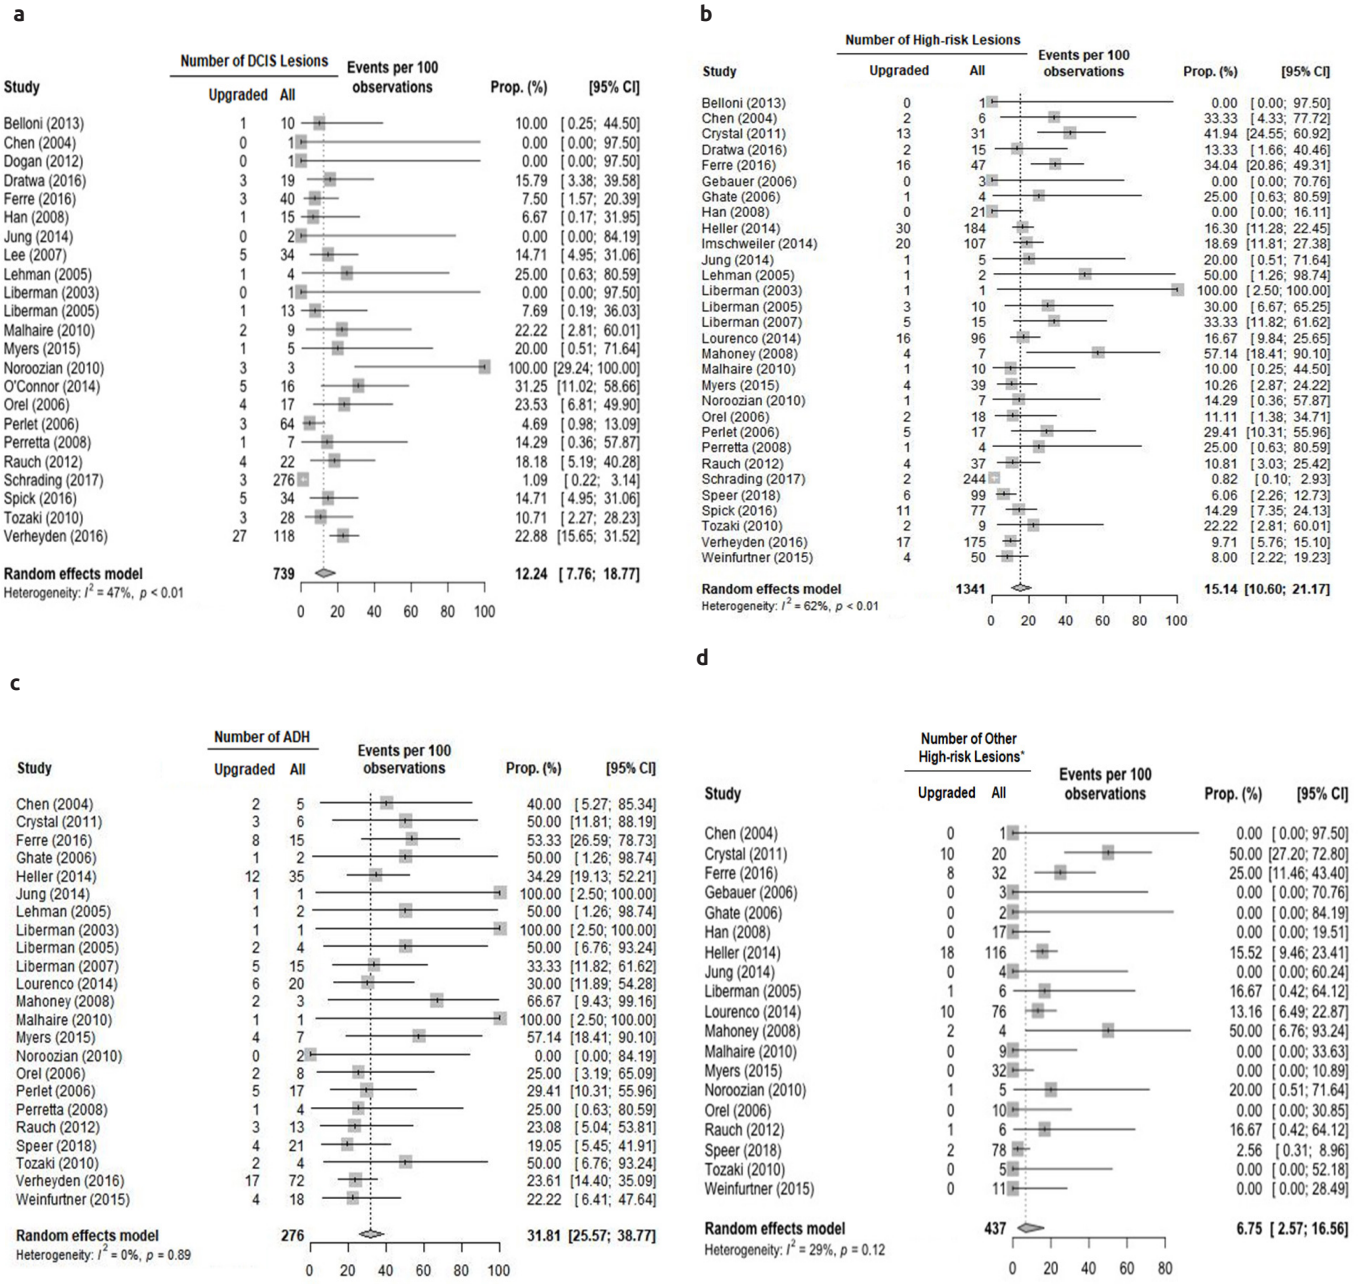 a
Number of DCIS Lesions
Events per 100
observations
Study Upgraded All Prop. (%) [95% CI]
Belloni (2013) 1 10 10.00 [ 0.25; 44.50]
Chen (2004) 0 1 0.00 [ 0.00; 97.50]
Dogan (2012) 0 1 0.00 [ 0.00; 97.50]
Dratwa (2016) 3 19 15.79 [ 3.38; 39.58]
Ferre (2016) 3 40 7.50 [ 1.57; 20.39]
Han (2008) 1 15 6.67 [ 0.17; 31.95]
Jung (2014) 0 2 0.00 [ 0.00; 84.19]
Lee (2007) 5 34 14.71 [ 4.95; 31.06]
Lehman (2005) 1 4 25.00 [ 0.63; 80.59]
Liberman (2003) 0 1 0.00 [ 0.00; 97.50]
Liberman (2005) 1 13 7.69 [ 0.19; 36.03]
Malhaire (2010) 2 9 22.22 [ 2.81; 60.01]
Myers (2015) 1 5 20.00 [ 0.51; 71.64]
Noroozian (2010) 3 3 100.00 [29.24; 100.00]
O'Connor (2014) 5 16 31.25 [11.02; 58.66]
Orel (2006) 4 17 23.53 [ 6.81; 49.90]
Perlet (2006) 3 64 4.69 [ 0.98; 13.09]
Perretta (2008) 1 7 14.29 [ 0.36; 57.87]
Rauch (2012) 4 22 18.18 [ 5.19; 40.28]
Schrading (2017) 3 276 1.09 [ 0.22; 3.14]
Spick (2016) 5 34 14.71 [ 4.95; 31.06]
Tozaki (2010) 3 28 10.71 [ 2.27; 28.23]
Verheyden (2016) 27 118 22.88 [15.65; 31.52]
Random effects model 739 12.24 [ 7.76; 18.77]
Heterogeneity: I² = 47%, p < 0.01
0 20 40 60 80 100
b
Number of High-risk Lesions
Events per 100
observations
Study Upgraded All Prop. (%) [95% CI]
Belloni (2013) 0 1 0.00 [ 0.00; 97.50]
Chen (2004) 2 6 33.33 [ 4.33; 77.72]
Crystal (2011) 13 31 41.94 [24.55; 60.92]
Dratwa (2016) 2 15 13.33 [ 1.66; 40.46]
Ferre (2016) 16 47 34.04 [20.86; 49.31]
Gebauer (2006) 0 3 0.00 [ 0.00; 70.76]
Ghate (2006) 1 4 25.00 [ 0.63; 80.59]
Han (2008) 0 21 0.00 [ 0.00; 16.11]
Heller (2014) 30 184 16.30 [11.28; 22.45]
Imschweiler (2014) 20 107 18.69 [11.81; 27.38]
Jung (2014) 1 5 20.00 [ 0.51; 71.64]
Lehman (2005) 1 2 50.00 [ 1.26; 98.74]
Liberman (2003) 1 1 100.00 [ 2.50; 100.00]
Liberman (2005) 3 10 30.00 [ 6.67; 65.25]
Liberman (2007) 5 15 33.33 [11.82; 61.62]
Lourenco (2014) 16 96 16.67 [ 9.84; 25.65]
Mahoney (2008) 4 7 57.14 [18.41; 90.10]
Malhaire (2010) 1 10 10.00 [ 0.25; 44.50]
Myers (2015) 4 39 10.26 [ 2.87; 24.22]
Noroozian (2010) 1 7 14.29 [ 0.36; 57.87]
Orel (2006) 2 18 11.11 [ 1.38; 34.71]
Perlet (2006) 5 17 29.41 [10.31; 55.96]
Perretta (2008) 1 4 25.00 [ 0.63; 80.59]
Rauch (2012) 4 37 10.81 [ 3.03; 25.42]
Schrading (2017) 2 244 0.82 [ 0.10; 2.93]
Speer (2018) 6 99 6.06 [ 2.26; 12.73]
Spick (2016) 11 77 14.29 [ 7.35; 24.13]
Tozaki (2010) 2 9 22.22 [ 2.81; 60.01]
Verheyden (2016) 17 175 9.71 [ 5.76; 15.10]
Weinfurtner (2015) 4 50 8.00 [ 2.22; 19.23]
Random effects model 1341 15.14 [10.60; 21.17]
Heterogeneity: I² = 62%, p < 0.01
0 20 40 60 80 100
c
Number of ADH
Events per 100
observations
Study Upgraded All Prop. (%) [95% CI]
Chen (2004) 2 5 40.00 [ 5.27; 85.34]
Crystal (2011) 3 6 50.00 [11.81; 88.19]
Ferre (2016) 8 15 53.33 [26.59; 78.73]
Ghate (2006) 1 2 50.00 [ 1.26; 98.74]
Heller (2014) 12 35 34.29 [19.13; 52.21]
Jung (2014) 1 1 100.00 [ 2.50; 100.00]
Lehman (2005) 1 2 50.00 [ 1.26; 98.74]
Liberman (2003) 1 1 100.00 [ 2.50; 100.00]
Liberman (2005) 2 4 50.00 [ 6.76; 93.24]
Liberman (2007) 5 15 33.33 [11.82; 61.62]
Lourenco (2014) 6 20 30.00 [11.89; 54.28]
Mahoney (2008) 2 3 66.67 [ 9.43; 99.16]
Malhaire (2010) 1 1 100.00 [ 2.50; 100.00]
Myers (2015) 4 7 57.14 [18.41; 90.10]
Noroozian (2010) 0 2 0.00 [ 0.00; 84.19]
Orel (2006) 2 8 25.00 [ 3.19; 65.09]
Perlet (2006) 5 17 29.41 [10.31; 55.96]
Perretta (2008) 1 4 25.00 [ 0.63; 80.59]
Rauch (2012) 3 13 23.08 [ 5.04; 53.81]
Speer (2018) 4 21 19.05 [ 5.45; 41.91]
Tozaki (2010) 2 4 50.00 [ 6.76; 93.24]
Verheyden (2016) 17 72 23.61 [14.40; 35.09]
Weinfurtner (2015) 4 18 22.22 [ 6.41; 47.64]
Random effects model 276 31.81 [25.57; 38.77]
Heterogeneity: I² = 0%, p = 0.89
0 20 40 60 80 100
d
Number of Other
High-risk Lesions*
Events per 100
observations
Study Upgraded All Prop. (%) [95% CI]
Chen (2004) 0 1 0.00 [ 0.00; 97.50]
Crystal (2011) 10 20 50.00 [27.20; 72.80]
Ferre (2016) 8 32 25.00 [11.46; 43.40]
Gebauer (2006) 0 3 0.00 [ 0.00; 70.76]
Ghate (2006) 0 2 0.00 [ 0.00; 84.19]
Han (2008) 0 17 0.00 [ 0.00; 19.51]
Heller (2014) 18 116 15.52 [ 9.46; 23.41]
Jung (2014) 0 4 0.00 [ 0.00; 60.24]
Liberman (2005) 1 6 16.67 [ 0.42; 64.12]
Lourenco (2014) 10 76 13.16 [ 6.49; 22.87]
Mahoney (2008) 2 4 50.00 [ 6.76; 93.24]
Malhaire (2010) 0 9 0.00 [ 0.00; 33.63]
Myers (2015) 0 32 0.00 [ 0.00; 10.89]
Noroozian (2010) 1 5 20.00 [ 0.51; 71.64]
Orel (2006) 0 10 0.00 [ 0.00; 30.85]
Rauch (2012) 1 6 16.67 [ 0.42; 64.12]
Speer (2018) 2 78 2.56 [ 0.31; 8.96]
Tozaki (2010) 0 5 0.00 [ 0.00; 52.18]
Weinfurtner (2015) 0 11 0.00 [ 0.00; 28.49]
Random effects model 437 6.75 [ 2.57; 16.56]
Heterogeneity: I² = 29%, p = 0.12
0 20 40 60 80